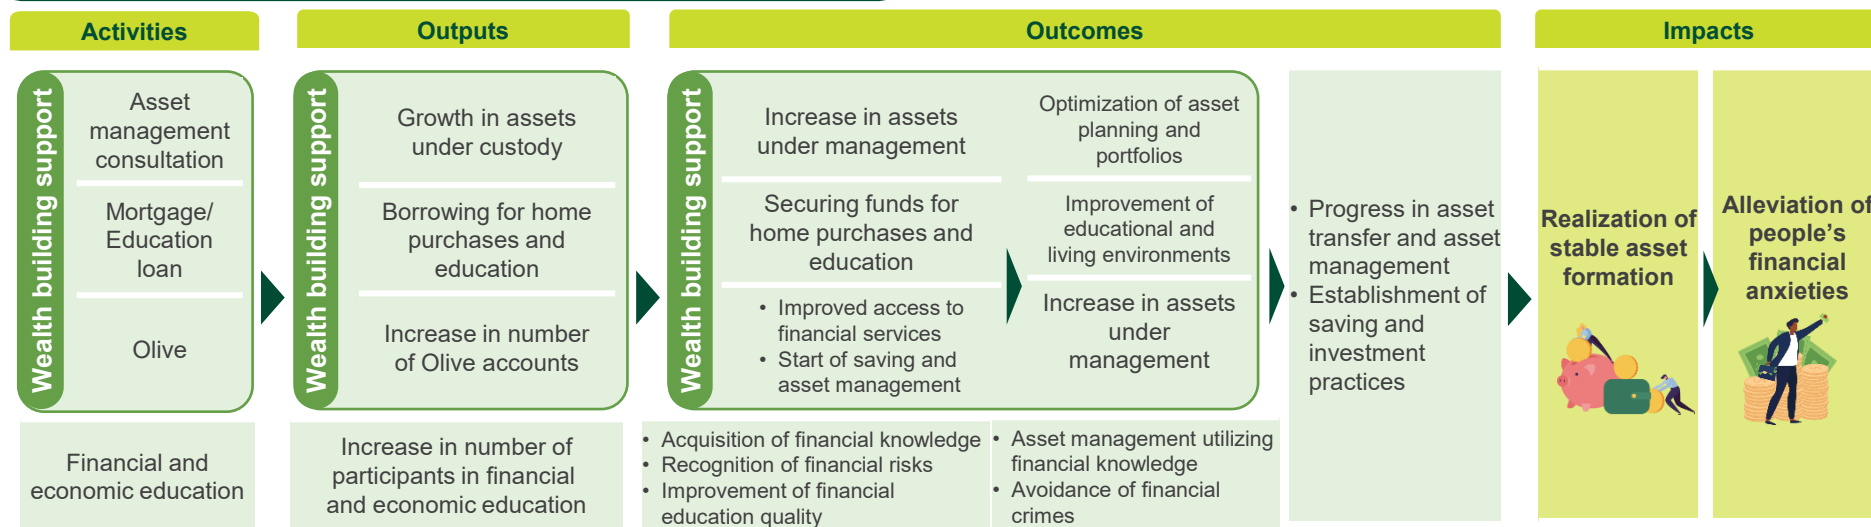 Activities
Outputs
Outcomes
Impacts
Wealth building support
Asset
management
consultation
Mortgage/
Education
loan
Olive
Financial and
economic education
Wealth building support
Growth in assets
under custody
Borrowing for home
purchases and
education
Increase in number
of Olive accounts
Increase in number of
participants in financial
and economic education
Wealth building support
Increase in assets
under management
Securing funds for
home purchases and
education
• Improved access to
financial services
• Start of saving and
asset management
Optimization of asset
planning and
portfolios
Improvement of
educational and
living environments
Increase in assets
under
management
• Acquisition of financial knowledge
• Recognition of financial risks
• Improvement of financial
education quality
• Asset management utilizing
financial knowledge
• Avoidance of financial
crimes
• Progress in asset
transfer and asset
management
• Establishment of
saving and
investment
practices
Realization of
stable asset
formation
Alleviation of
people's
financial
anxieties